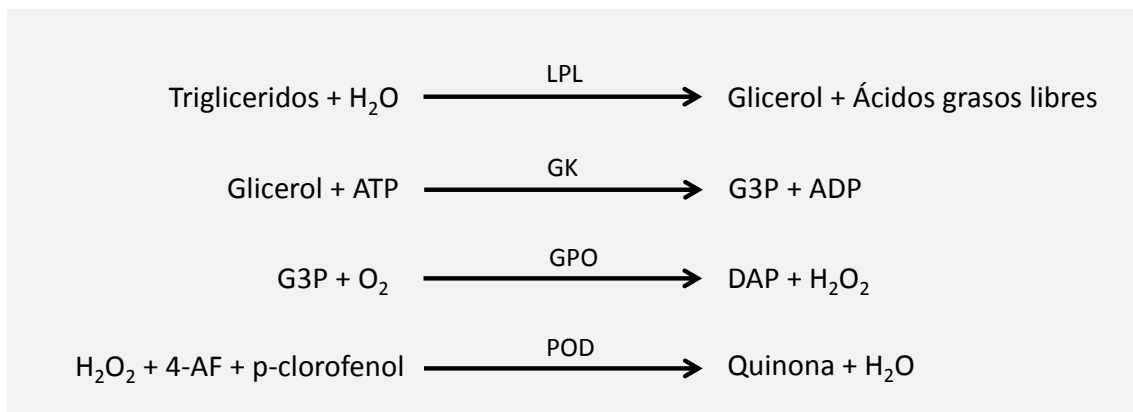 LPL
Trigliceridos + H₂O Glicerol + Ácidos grasos libres
GK
Glicerol + ATP G3P + ADP
GPO
G3P + O₂ DAP + H₂O₂
POD
H₂O₂ + 4-AF + p-clorofenol Quinona + H₂O